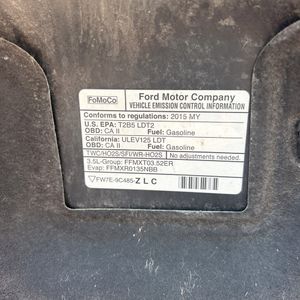 FoMoCo
Ford Motor Company
VEHICLE EMISSION CONTROL INFORMATION
Conforms to regulations: 2015 MY
U.S. EPA: T2B5 LDT2
OBD: CA II Fuel: Gasoline
California: ULEV125 LDT
OBD: CA II Fuel: Gasoline
TWC/HO2S/SFI/WR-HO2S No adjustments needed.
3.5L-Group: FFMXT03.52ER
Evap: FFMXR0135NBB
FW7E-9C485-ZLC